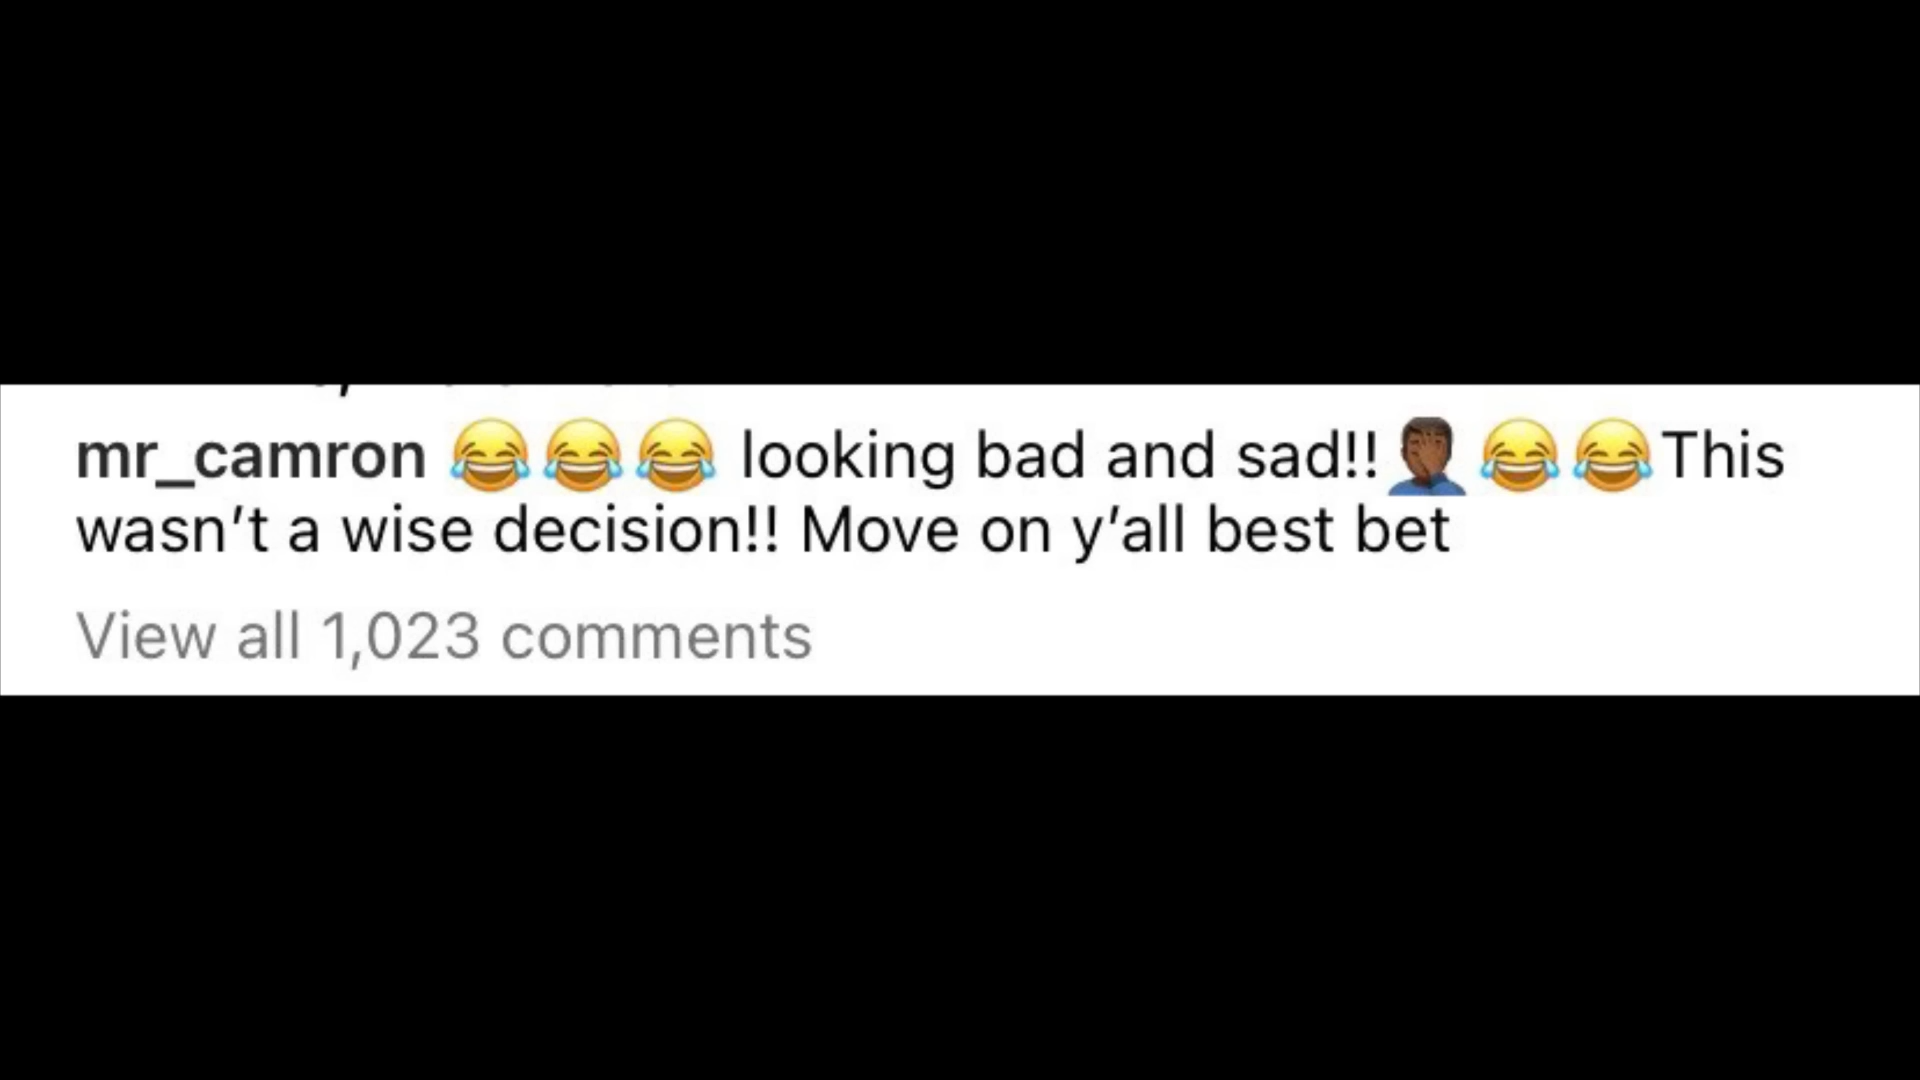 mr_camron 😂😂😂 looking bad and sad!!🤦🏾‍♂️😂😂This
wasn't a wise decision!! Move on y'all best bet
View all 1,023 comments